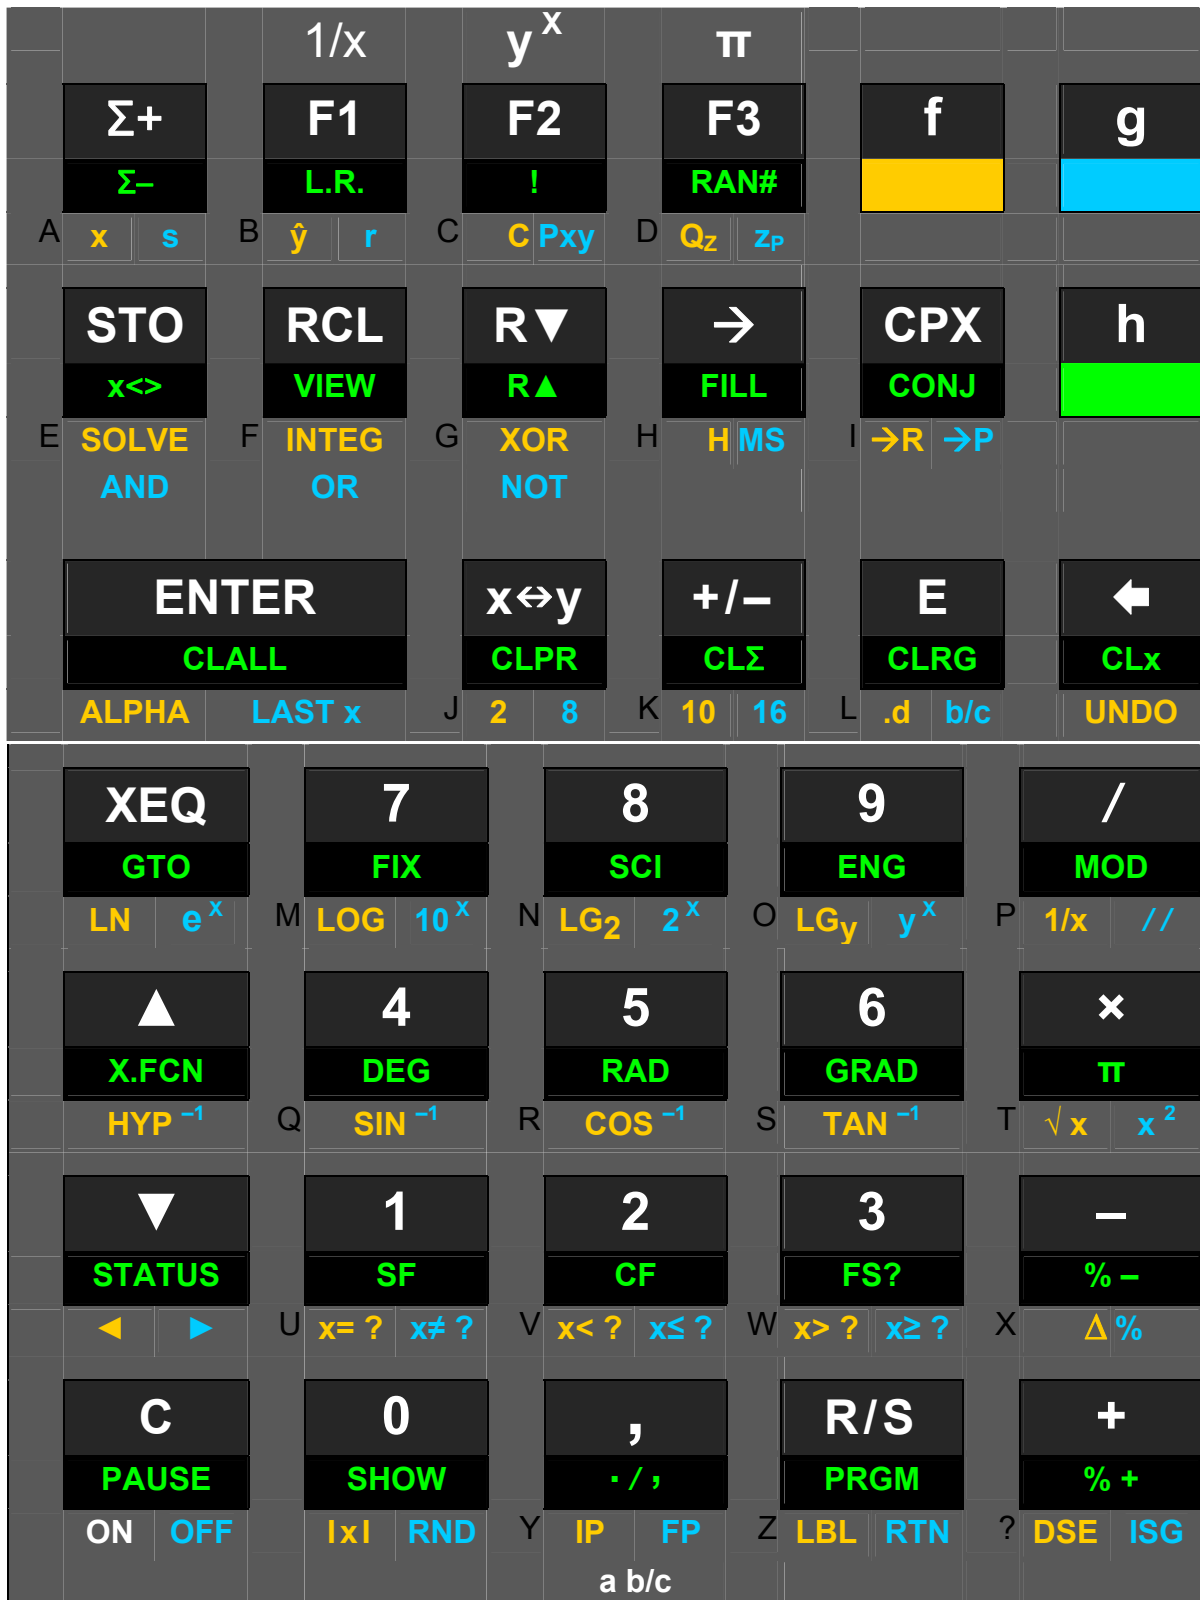 1/x y^x π
Σ+ F1 F2 F3 f g
Σ– L.R. ! RAN#
A x s B ŷ r C C Pxy D Qz zP
STO RCL R▼ → CPX h
x<> VIEW R▲ FILL CONJ
E SOLVE F INTEG G XOR H H MS I →R →P
AND OR NOT
ENTER x↔y +/– E 🡄
CLALL CLPR CLΣ CLRG CLx
ALPHA LAST x J 2 8 K 10 16 L .d b/c UNDO
XEQ 7 8 9 /
GTO FIX SCI ENG MOD
LN e^x M LOG 10^x N LG2 2^x O LGy y^x P 1/x //
▲ 4 5 6 ×
X.FCN DEG RAD GRAD π
HYP –1 Q SIN –1 R COS –1 S TAN –1 T √x x²
▼ 1 2 3 –
STATUS SF CF FS? % –
◄ ► U x= ? x≠ ? V x< ? x≤ ? W x> ? x≥ ? X Δ %
C 0 , R/S +
PAUSE SHOW ·/, PRGM % +
ON OFF |x| RND Y IP FP Z LBL RTN ? DSE ISG
a b/c